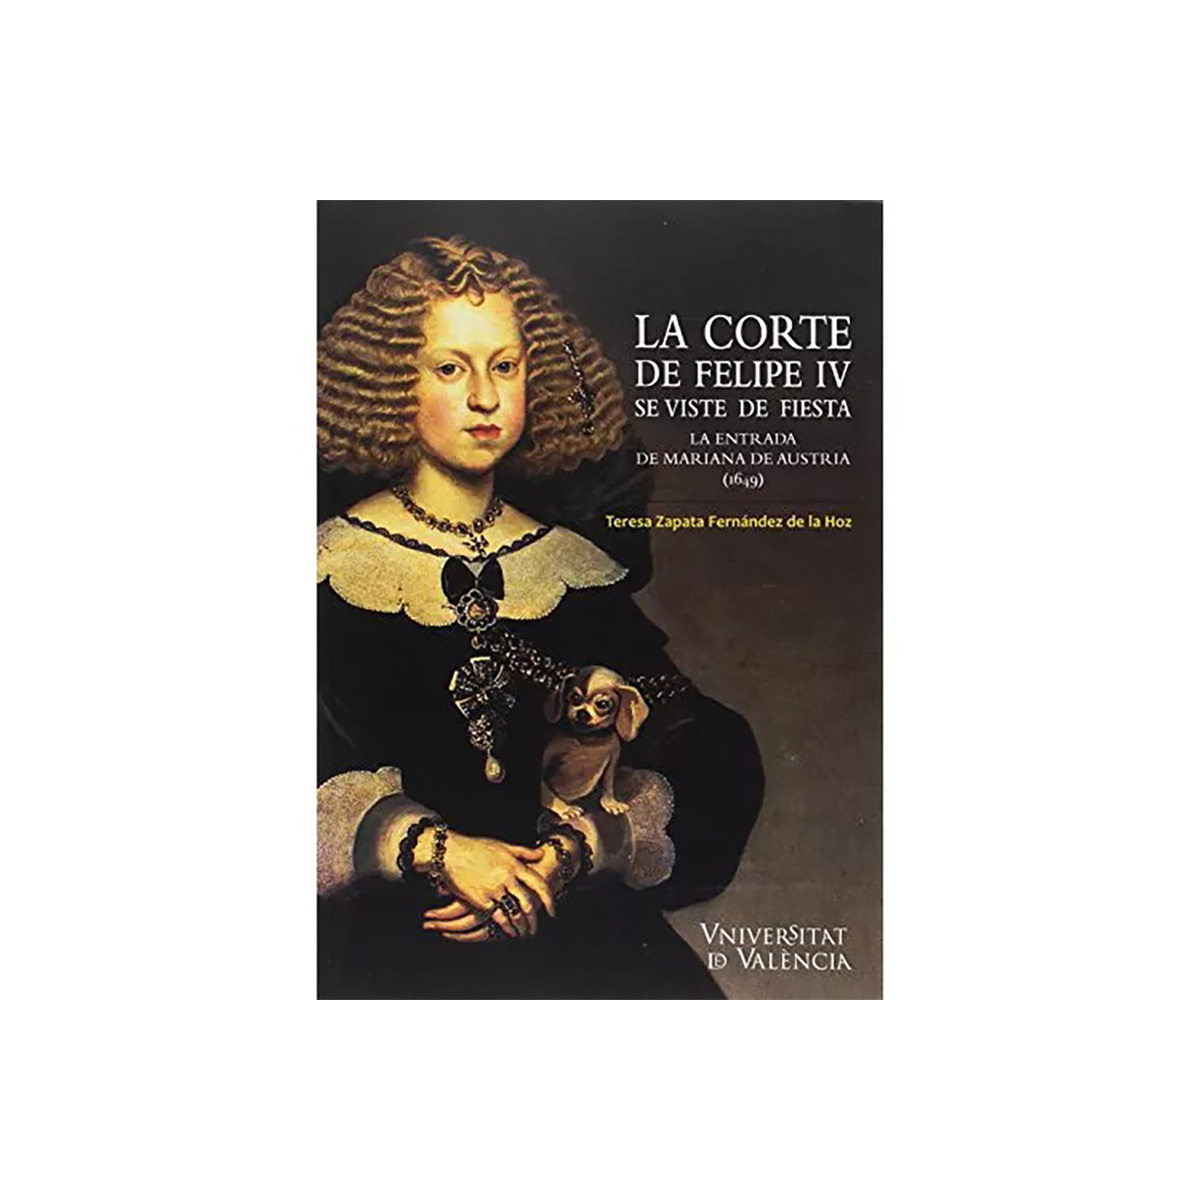 LA CORTE
DE FELIPE IV
SE VISTE DE FIESTA
LA ENTRADA
DE MARIANA DE AUSTRIA
(1649)
Teresa Zapata Fernández de la Hoz
VNIVERSITAT
DE VALÈNCIA